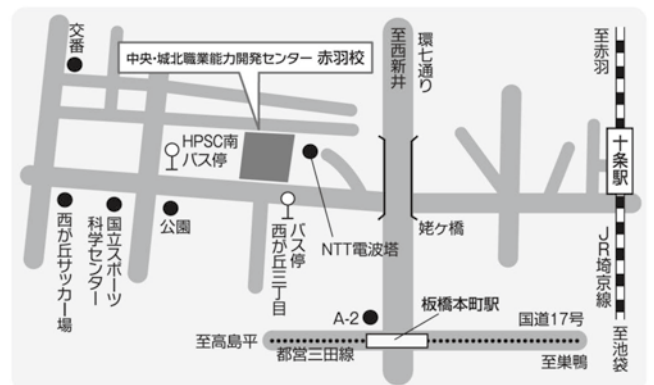 交番
中央・城北職業能力開発センター 赤羽校
至西新井
環七通り
至赤羽
HPSC南
バス停
十条駅
西が丘サッカー場
国立スポーツ
科学センター
公園
バス停
西が丘三丁目
NTT電波塔
姥ヶ橋
JR埼京線
A-2
板橋本町駅
国道17号
至高島平
都営三田線
至巣鴨
至池袋